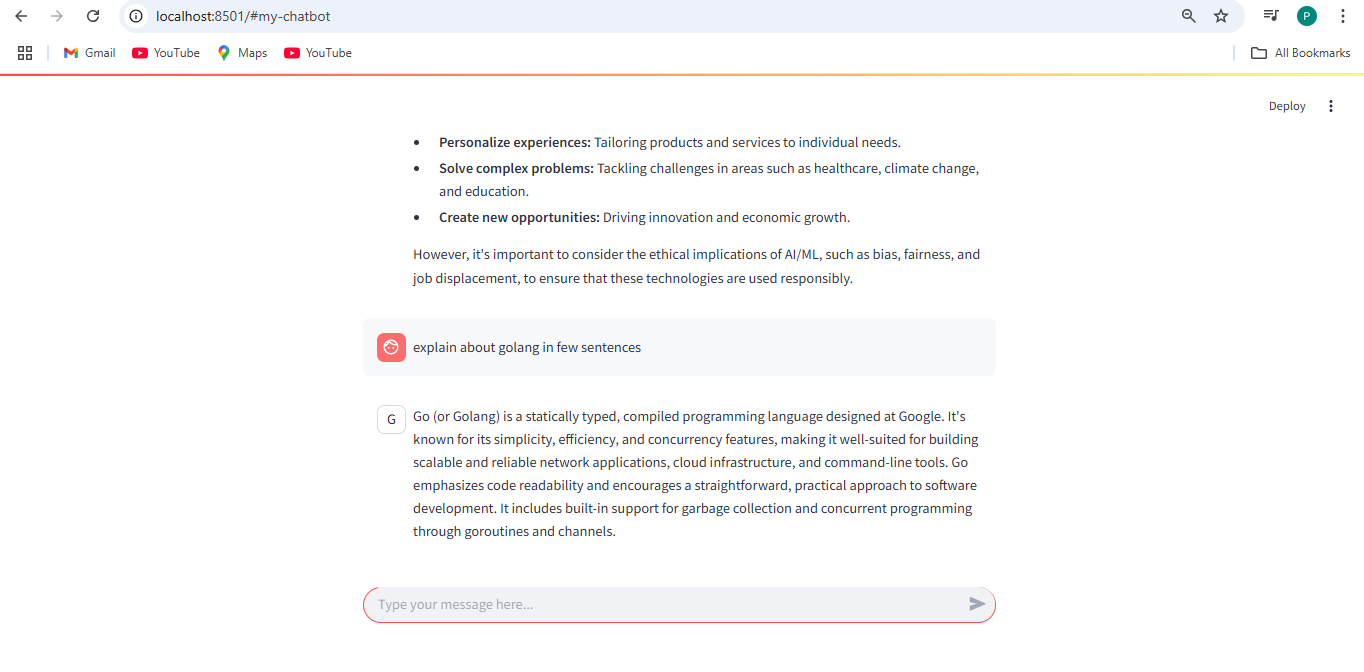 localhost:8501/#my-chatbot
P
Gmail YouTube Maps YouTube All Bookmarks
Deploy
• Personalize experiences: Tailoring products and services to individual needs.
• Solve complex problems: Tackling challenges in areas such as healthcare, climate change,
and education.
• Create new opportunities: Driving innovation and economic growth.
However, it's important to consider the ethical implications of AI/ML, such as bias, fairness, and
job displacement, to ensure that these technologies are used responsibly.
explain about golang in few sentences
G Go (or Golang) is a statically typed, compiled programming language designed at Google. It's
known for its simplicity, efficiency, and concurrency features, making it well-suited for building
scalable and reliable network applications, cloud infrastructure, and command-line tools. Go
emphasizes code readability and encourages a straightforward, practical approach to software
development. It includes built-in support for garbage collection and concurrent programming
through goroutines and channels.
Type your message here...